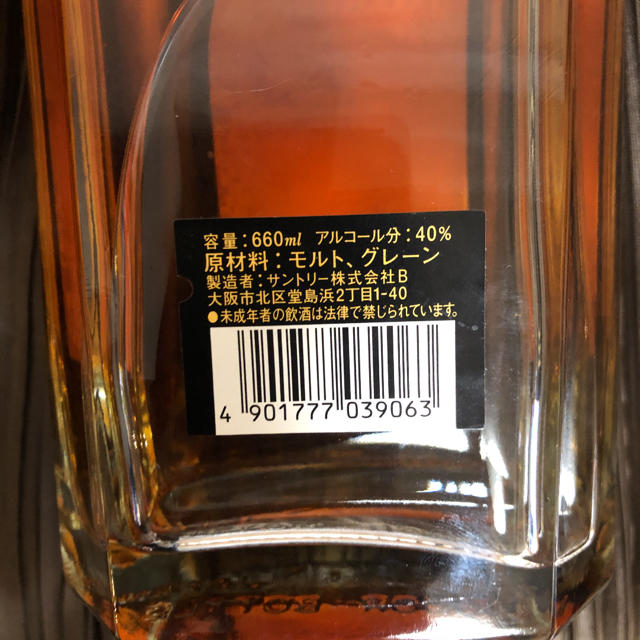 容量：660ml アルコール分：40%
原材料：モルト、グレーン
製造者：サントリー株式会社B
大阪市北区堂島浜2丁目1-40
●未成年者の飲酒は法律で禁じられています。
4 901777 039063